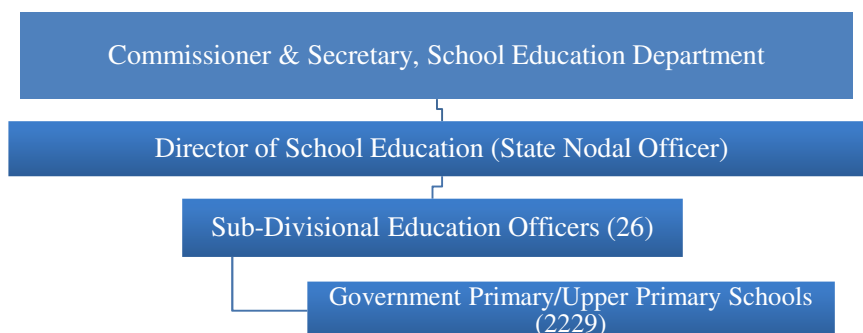 Commissioner & Secretary, School Education Department
Director of School Education (State Nodal Officer)
Sub-Divisional Education Officers (26)
Government Primary/Upper Primary Schools
(2229)